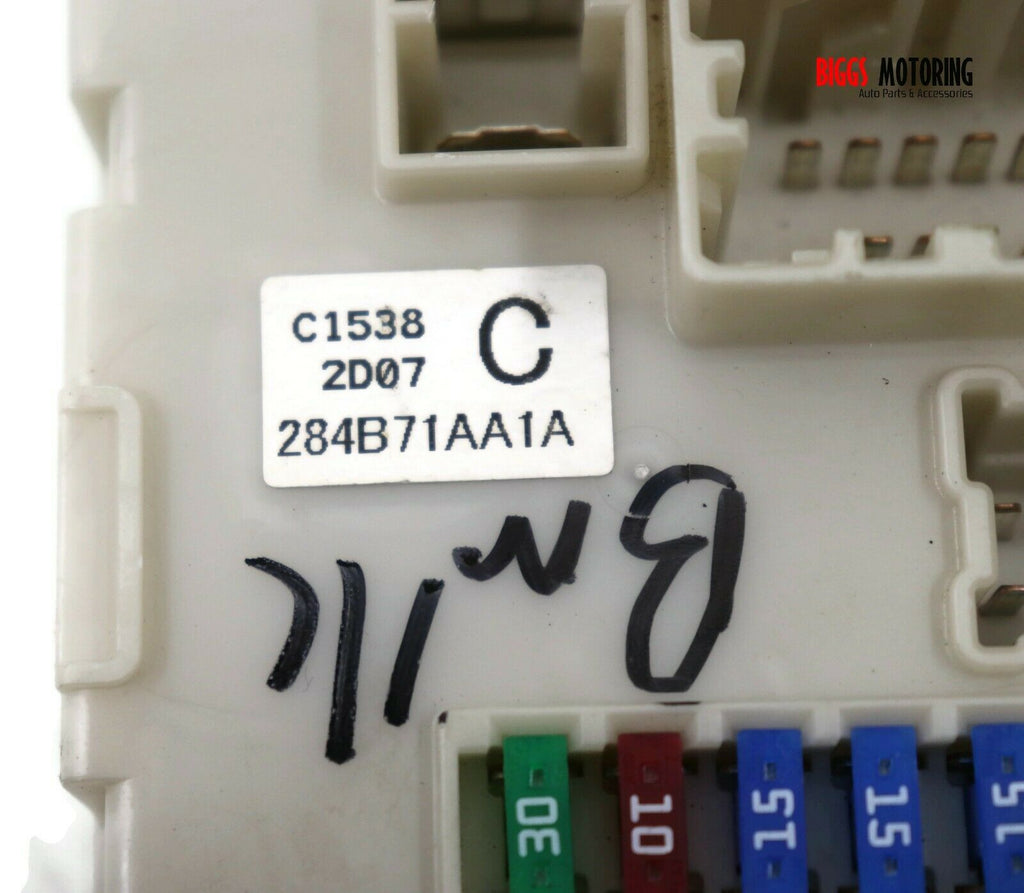 BIGGS MOTORING
Auto Parts & Accessories
C1538 C
2D07
284B71AA1A
30 10 15 15 15